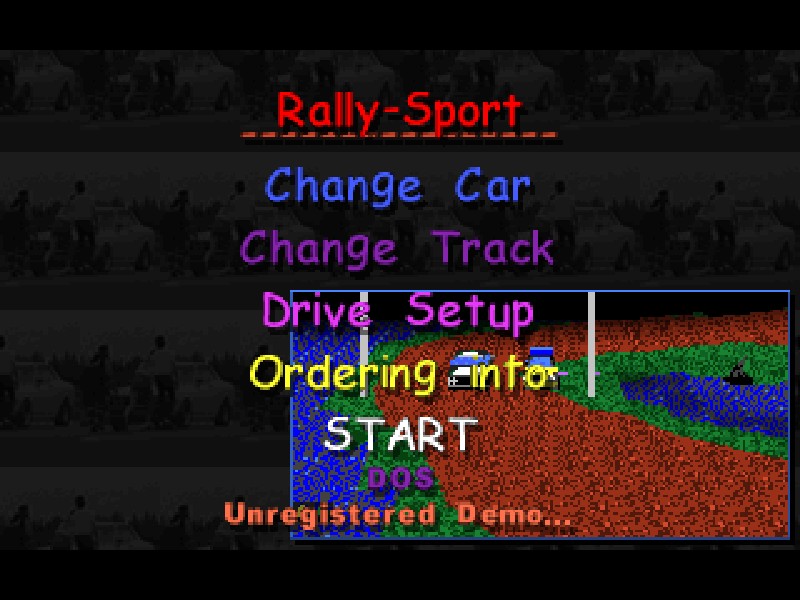 Rally-Sport
Change Car
Change Track
Drive Setup
Ordering info
START
DOS
Unregistered Demo...